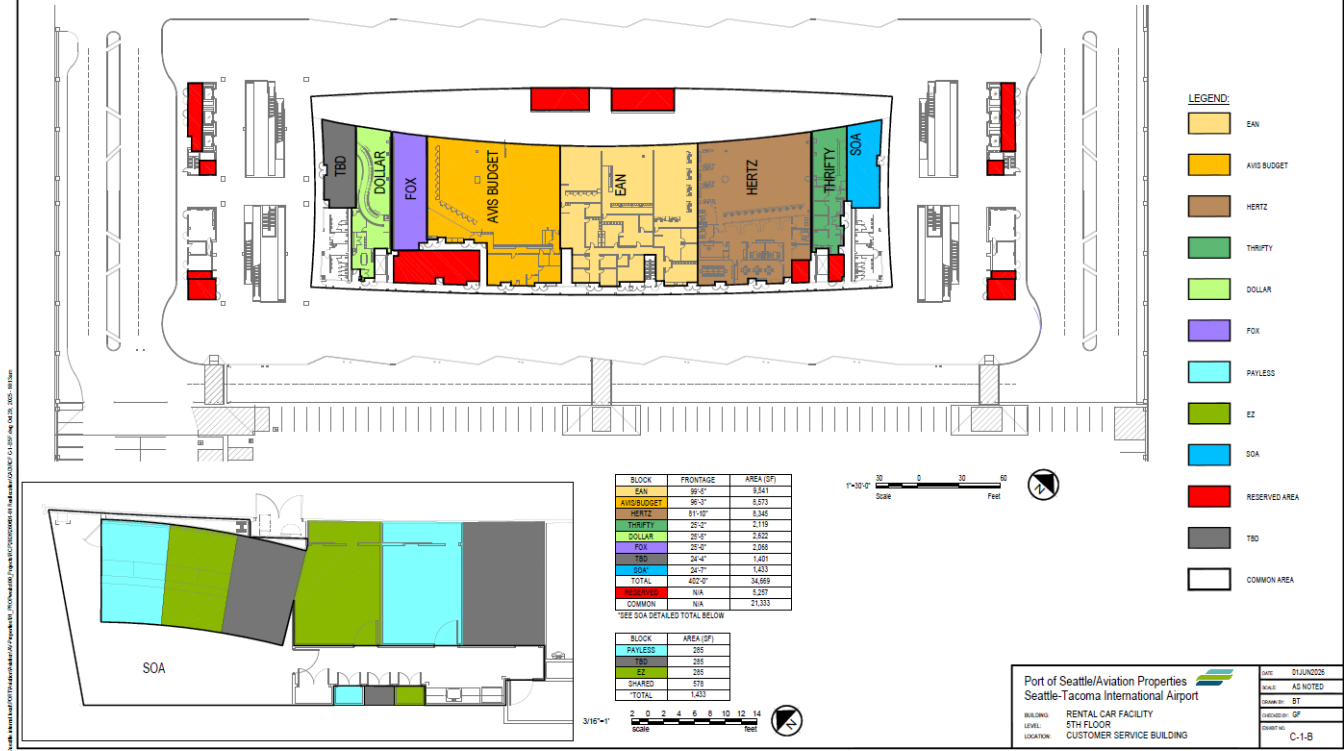 LEGEND:
EAN
AVIS BUDGET
HERTZ
THRIFTY
DOLLAR
FOX
PAYLESS
EZ
SOA
RESERVED AREA
TBD
COMMON AREA
TBD
DOLLAR
FOX
AVIS BUDGET
EAN
HERTZ
THRIFTY
SOA
BLOCK FRONTAGE AREA (SF)
EAN 99'-5" 9,541
AVIS/BUDGET 96'-3" 8,573
HERTZ 81'-10" 8,345
THRIFTY 25'-2" 2,119
DOLLAR 25'-5" 2,622
FOX 25'-0" 2,066
TBD 24'-4" 1,401
SOA* 24'-7" 1,433
TOTAL 402'-0" 34,669
RESERVED N/A 5,257
COMMON N/A 21,333
*SEE SOA DETAILED TOTAL BELOW
BLOCK AREA (SF)
PAYLESS 285
TBD 285
EZ 285
SHARED 578
*TOTAL 1,433
1"=30'-0"
30 0 30 60
Scale Feet
N
SOA
3/16"=1'
2 0 2 4 6 8 10 12 14
scale feet
N
Port of Seattle/Aviation Properties
Seattle-Tacoma International Airport
BUILDING: RENTAL CAR FACILITY
LEVEL: 5TH FLOOR
LOCATION: CUSTOMER SERVICE BUILDING
DATE: 01JUN2026
SCALE: AS NOTED
DRAWN BY: BT
CHECKED BY: GF
EXHIBIT NO.
C-1-B